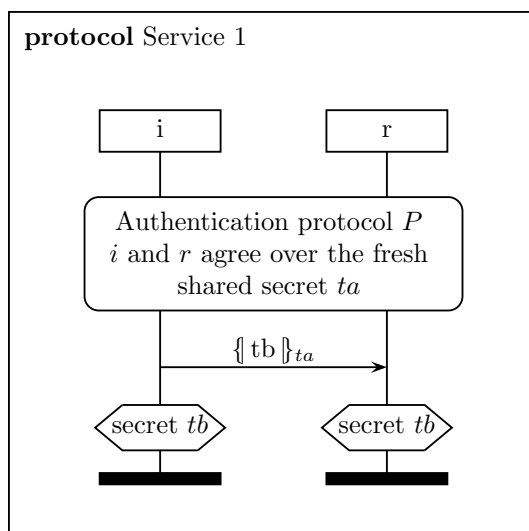 protocol Service 1
i
r
Authentication protocol P
i and r agree over the fresh
shared secret ta
{| tb |}ta
secret tb
secret tb